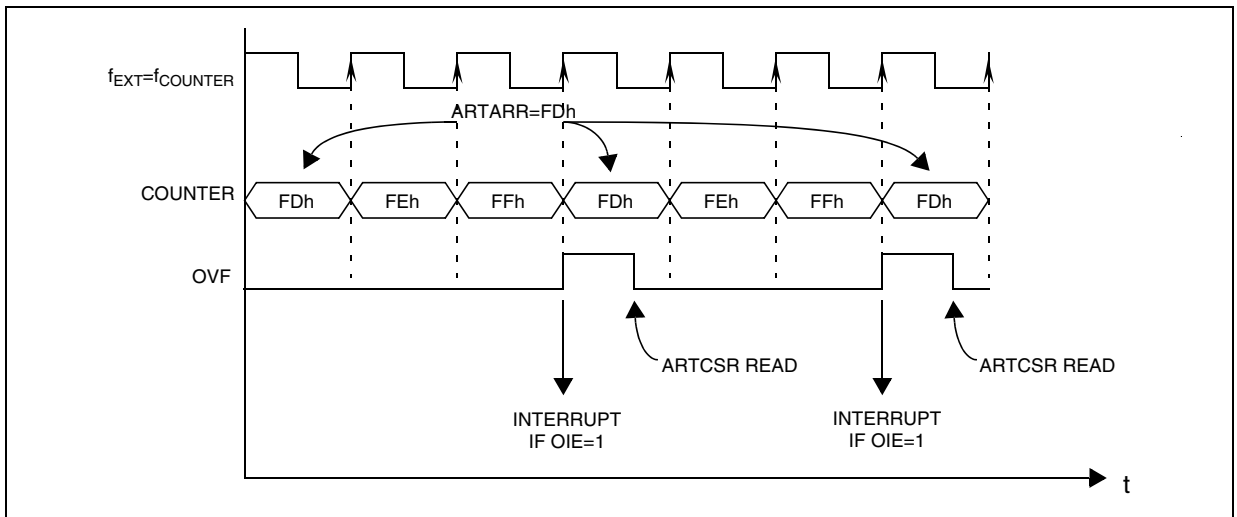 fEXT=fCOUNTER
ARTARR=FDh
COUNTER
FDh FEh FFh FDh FEh FFh FDh
OVF
ARTCSR READ ARTCSR READ
INTERRUPT INTERRUPT
IF OIE=1 IF OIE=1
t